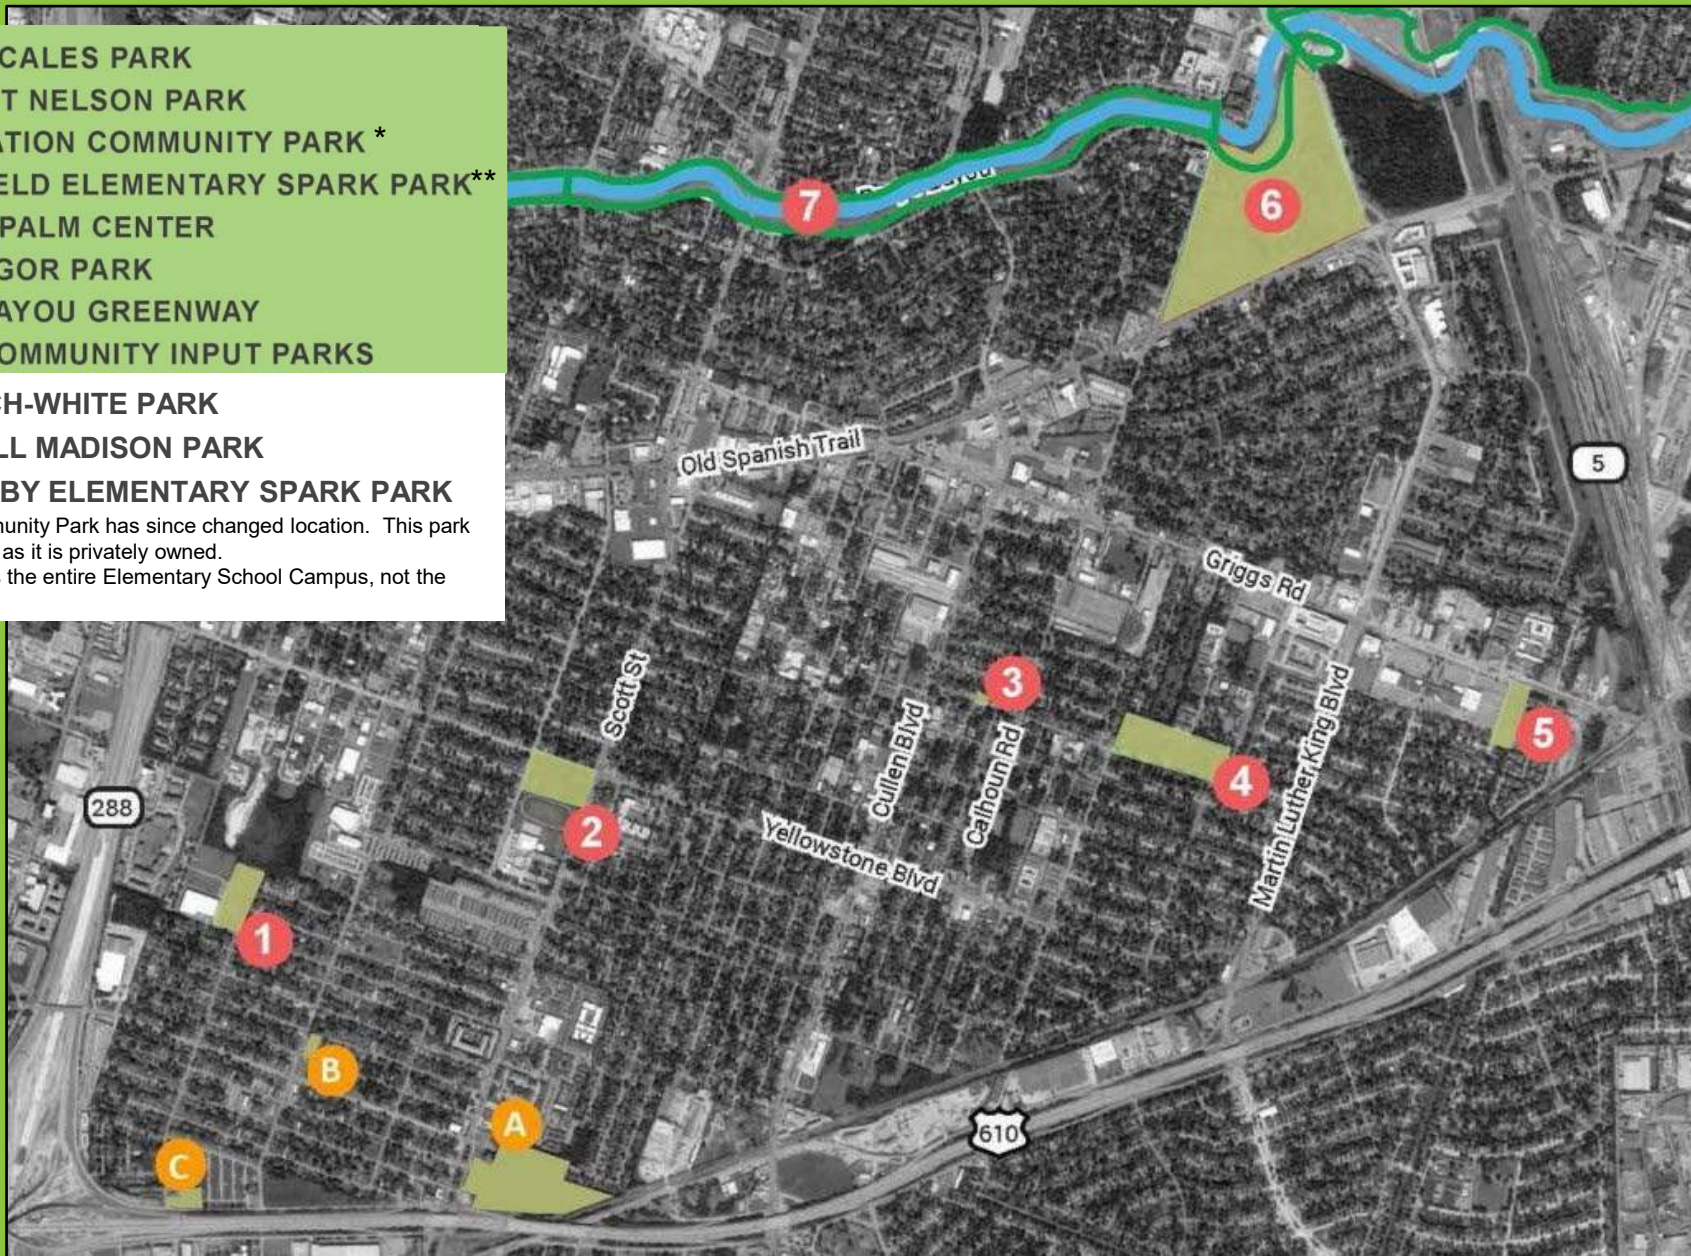 CALES PARK
T NELSON PARK
ATION COMMUNITY PARK *
ELD ELEMENTARY SPARK PARK**
PALM CENTER
GOR PARK
AYOU GREENWAY
OMMUNITY INPUT PARKS
CH-WHITE PARK
LL MADISON PARK
BY ELEMENTARY SPARK PARK
munity Park has since changed location. This park
as it is privately owned.
s the entire Elementary School Campus, not the
7
6
Old Spanish Trail
5
Griggs Rd
Scott St
3
Cullen Blvd
Calhoun Rd
Martin Luther King Blvd
5
4
288
2
Yellowstone Blvd
1
B
A
610
C